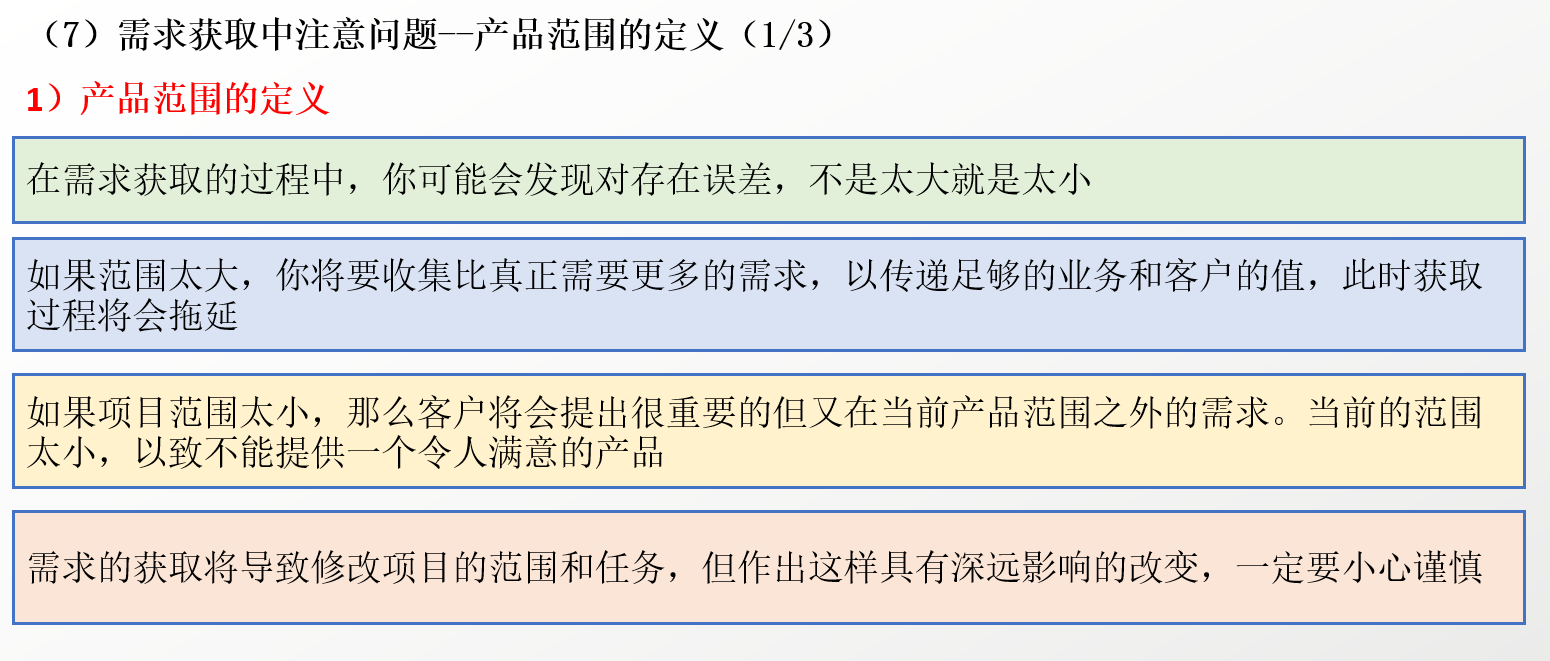 （7）需求获取中注意问题--产品范围的定义（1/3）
1）产品范围的定义
在需求获取的过程中，你可能会发现对存在误差，不是太大就是太小
如果范围太大，你将要收集比真正需要更多的需求，以传递足够的业务和客户的值，此时获取
过程将会拖延
如果项目范围太小，那么客户将会提出很重要的但又在当前产品范围之外的需求。当前的范围
太小，以致不能提供一个令人满意的产品
需求的获取将导致修改项目的范围和任务，但作出这样具有深远影响的改变，一定要小心谨慎